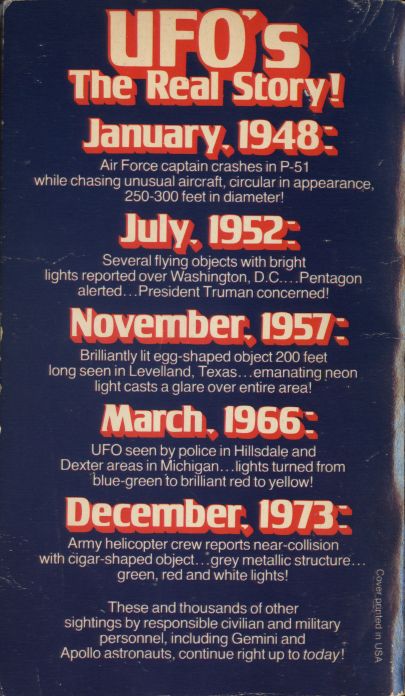 UFO's
The Real Story!
January, 1948:
Air Force captain crashes in P-51
while chasing unusual aircraft, circular in appearance,
250-300 feet in diameter!
July, 1952:
Several flying objects with bright
lights reported over Washington, D.C....Pentagon
alerted...President Truman concerned!
November, 1957:
Brilliantly lit egg-shaped object 200 feet
long seen in Levelland, Texas...emanating neon
light casts a glare over entire area!
March, 1966:
UFO seen by police in Hillsdale and
Dexter areas in Michigan...lights turned from
blue-green to brilliant red to yellow!
December, 1973:
Army helicopter crew reports near-collision
with cigar-shaped object...grey metallic structure...
green, red and white lights!
These and thousands of other
sightings by responsible civilian and military
personnel, including Gemini and
Apollo astronauts, continue right up to today!
Cover printed in USA